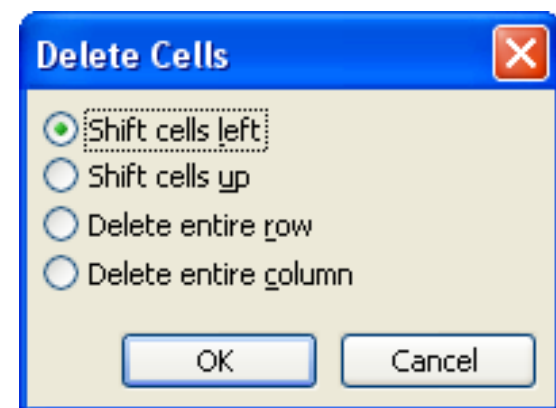 Delete Cells
Shift cells left
Shift cells up
Delete entire row
Delete entire column
OK Cancel